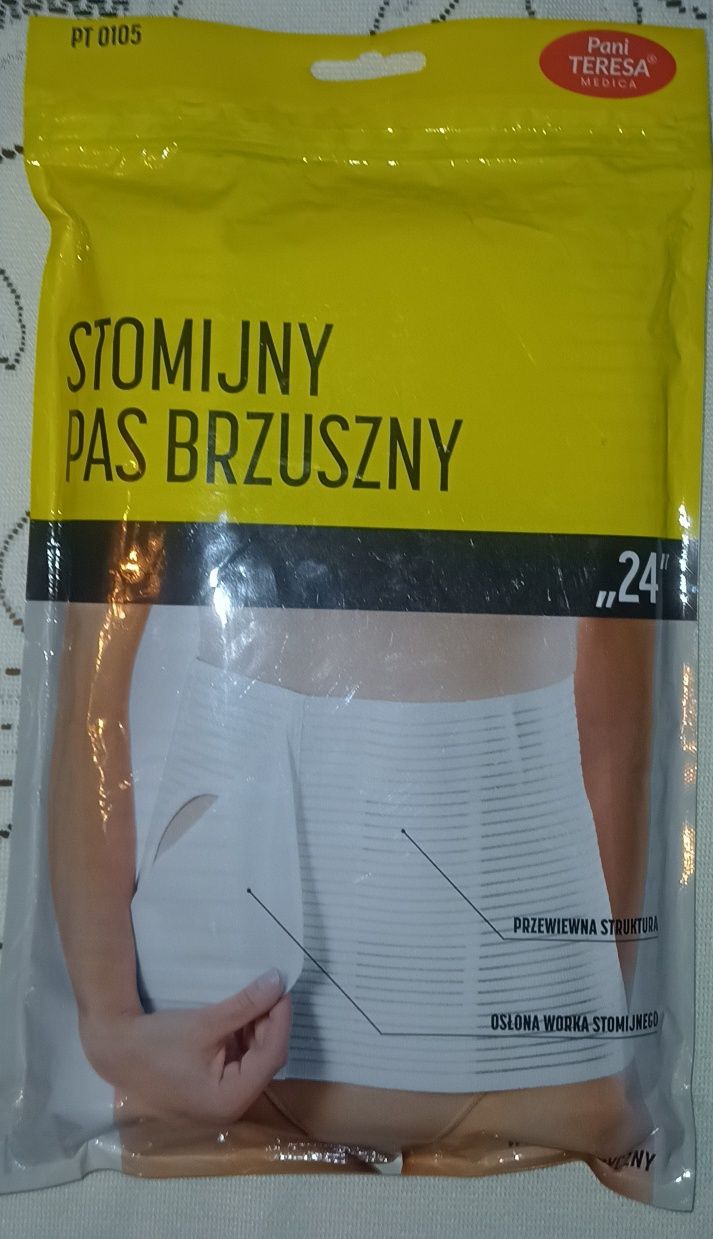 PT 0105
Pani
TERESA®
MEDICA
STOMIJNY
PAS BRZUSZNY
„24”
PRZEWIEWNA STRUKTURA
OSŁONA WORKA STOMIJNEGO